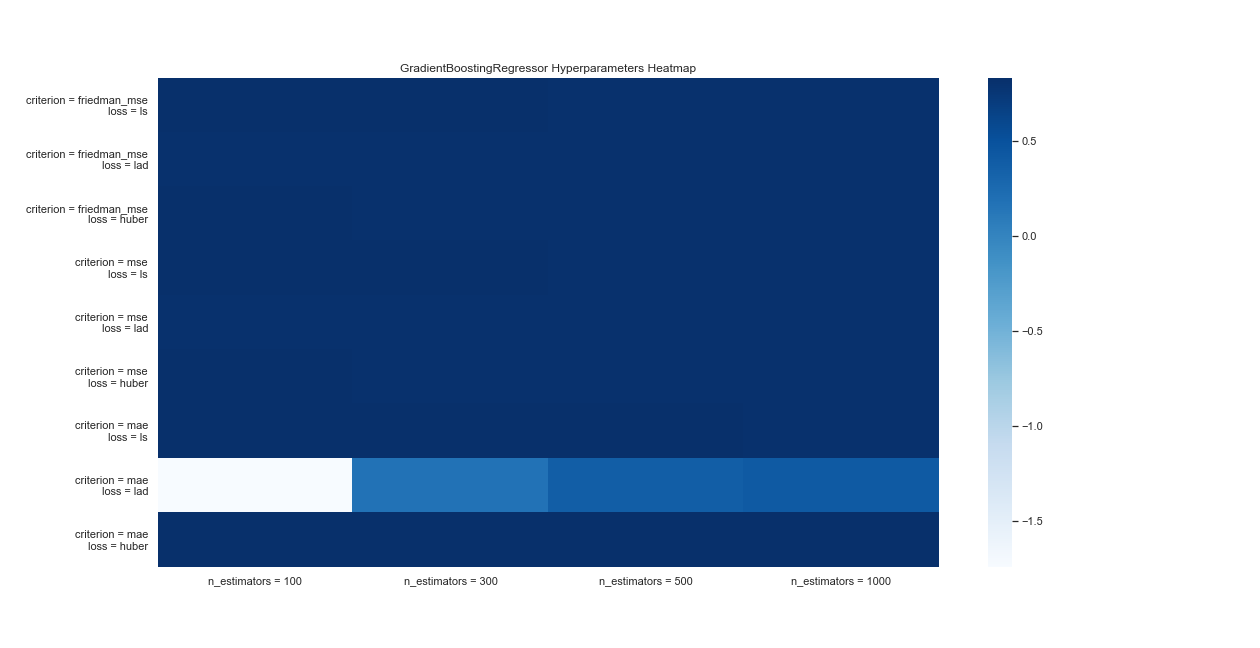 GradientBoostingRegressor Hyperparameters Heatmap
criterion = friedman_mse
loss = ls
criterion = friedman_mse
loss = lad
criterion = friedman_mse
loss = huber
criterion = mse
loss = ls
criterion = mse
loss = lad
criterion = mse
loss = huber
criterion = mae
loss = ls
criterion = mae
loss = lad
criterion = mae
loss = huber
n_estimators = 100
n_estimators = 300
n_estimators = 500
n_estimators = 1000
0.5
0.0
−0.5
−1.0
−1.5